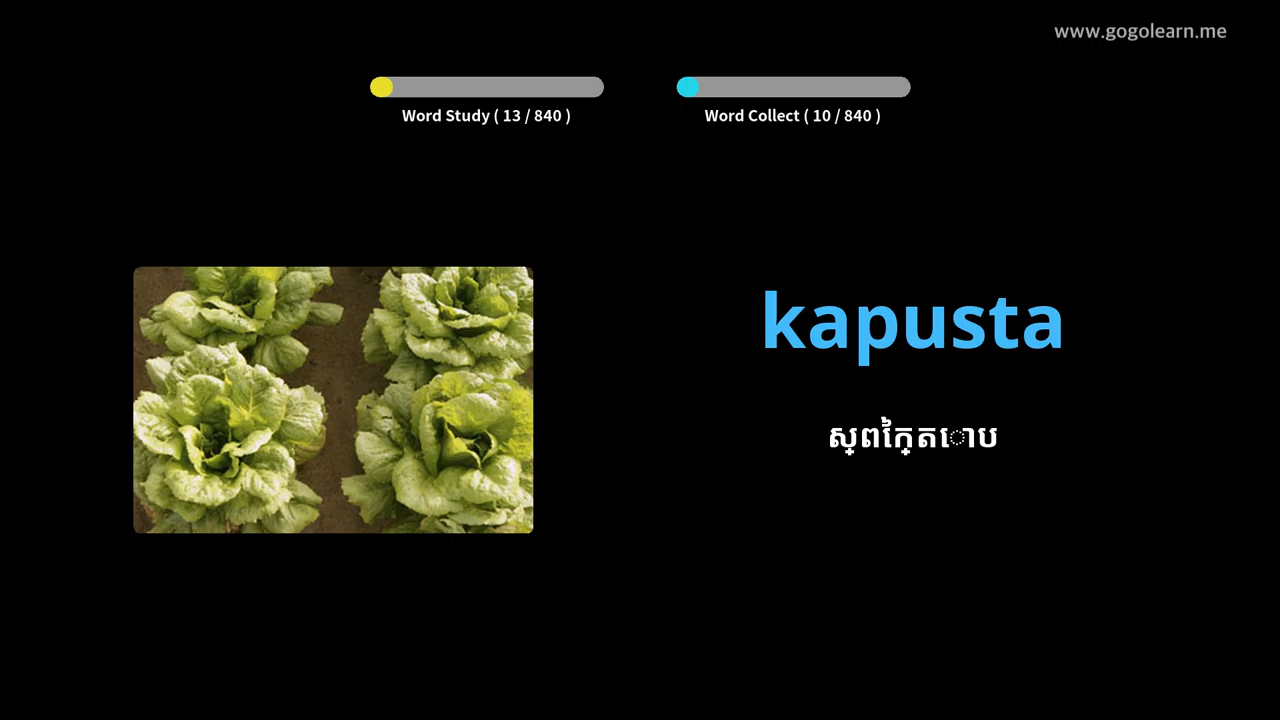 www.gogolearn.me
Word Study ( 13 / 840 )
Word Collect ( 10 / 840 )
kapusta
ស្ពក្តៃោប